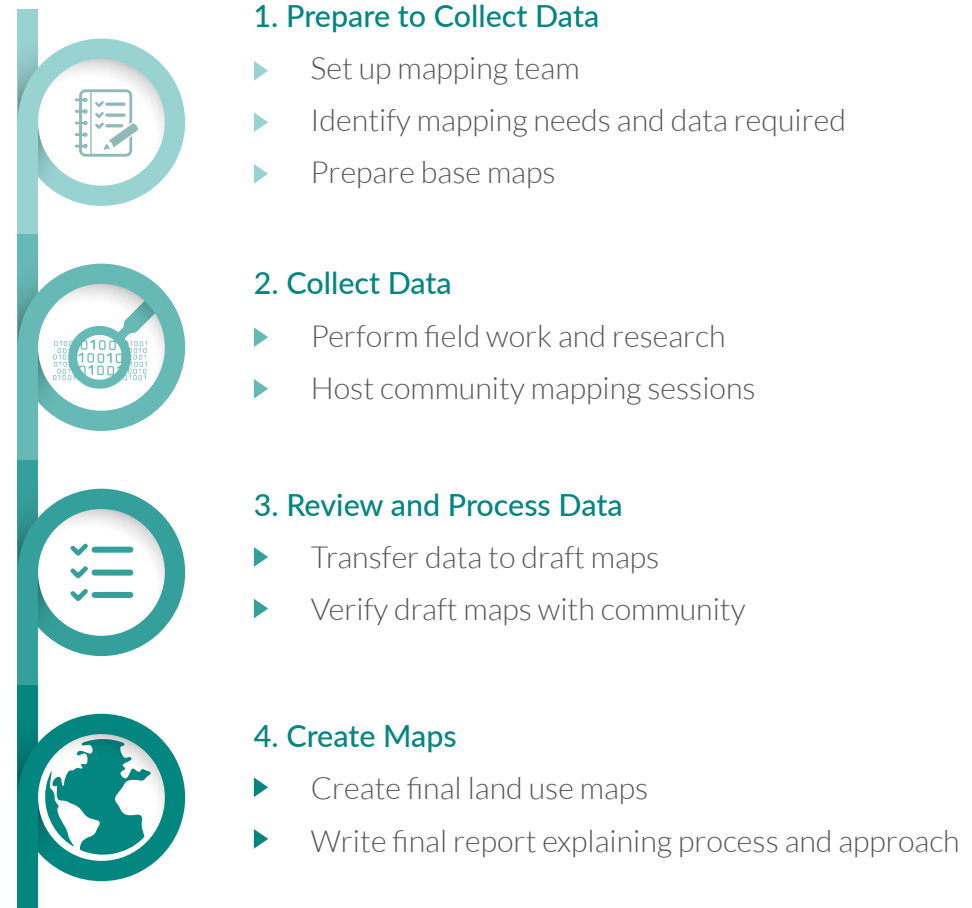 1. Prepare to Collect Data
Set up mapping team
Identify mapping needs and data required
Prepare base maps
2. Collect Data
Perform field work and research
Host community mapping sessions
3. Review and Process Data
Transfer data to draft maps
Verify draft maps with community
4. Create Maps
Create final land use maps
Write final report explaining process and approach